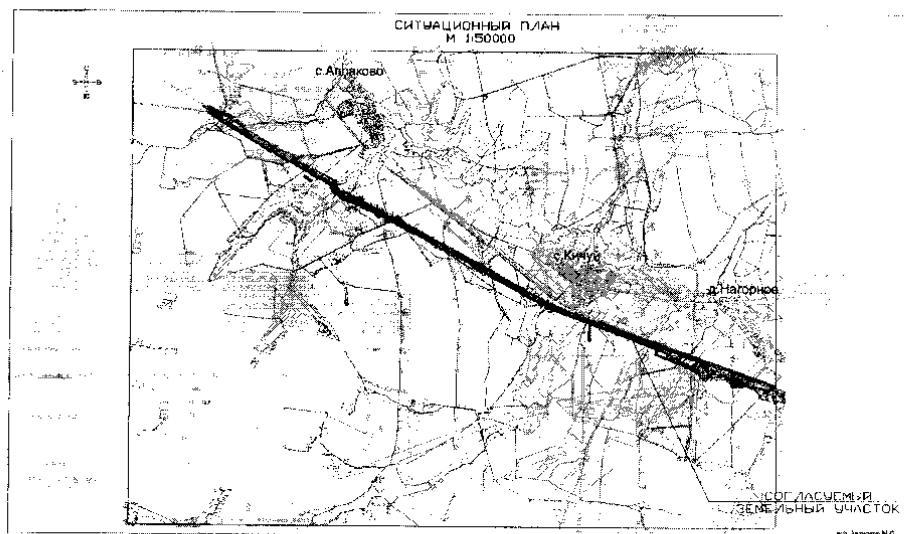 СИТУАЦИОННЫЙ ПЛАН
М 1:50000
с.Апраково
с.Кичуй
д.Нагорное
СОГЛАСУЕМЫЙ
ЗЕМЕЛЬНЫЙ УЧАСТОК